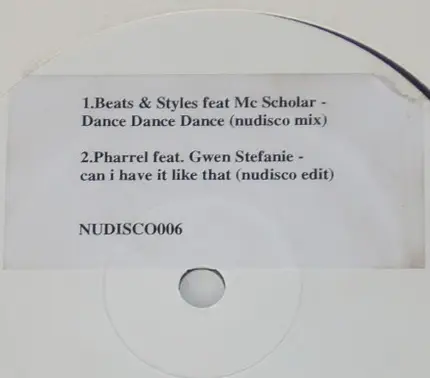 1.Beats & Styles feat Mc Scholar -
Dance Dance Dance (nudisco mix)
2.Pharrel feat. Gwen Stefanie -
can i have it like that (nudisco edit)
NUDISCO006